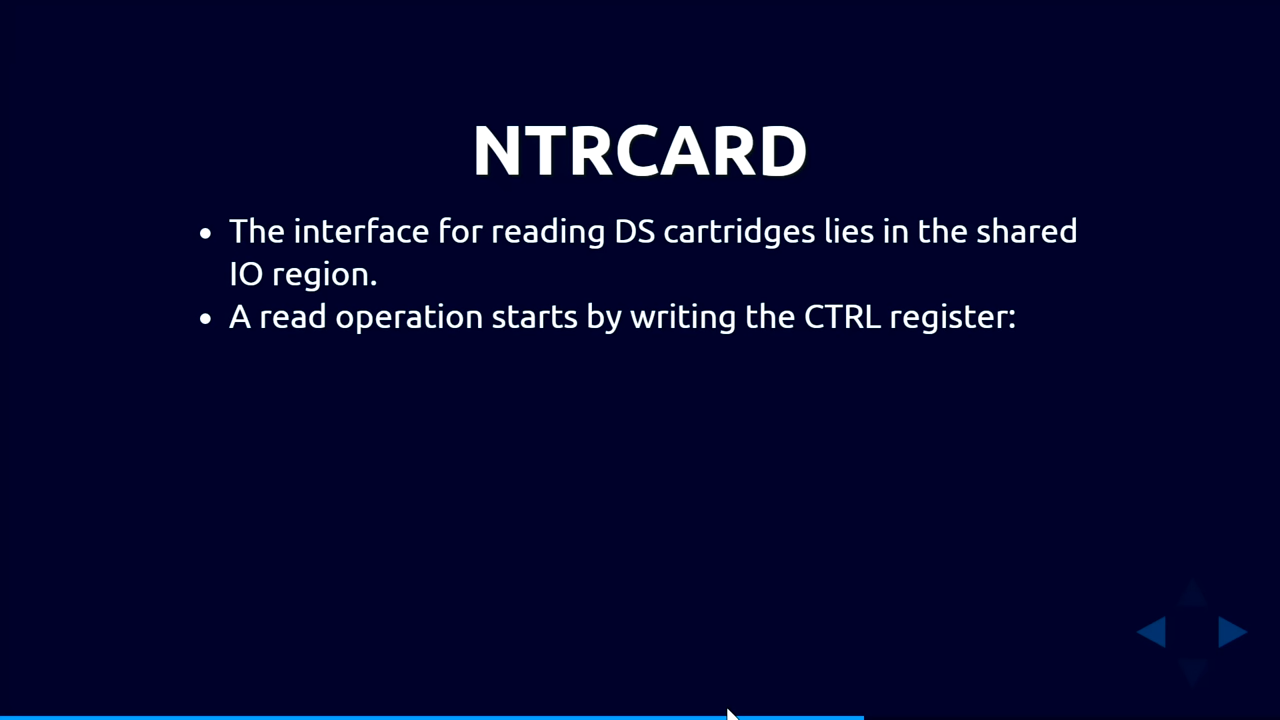 NTRCARD
• The interface for reading DS cartridges lies in the shared
IO region.
• A read operation starts by writing the CTRL register: